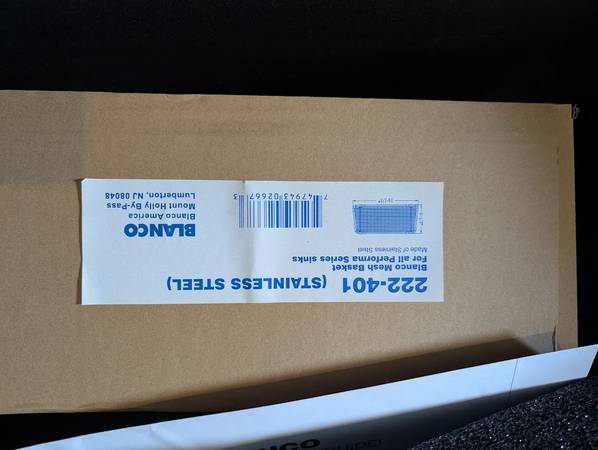 222-401 (STAINLESS STEEL)
Blanco Mesh Basket
For all Performa Series sinks
Made of Stainless Steel
BLANCO
Blanco America
Mount Holly By-Pass
Lumberton, NJ 08048
7 47943 02667 3